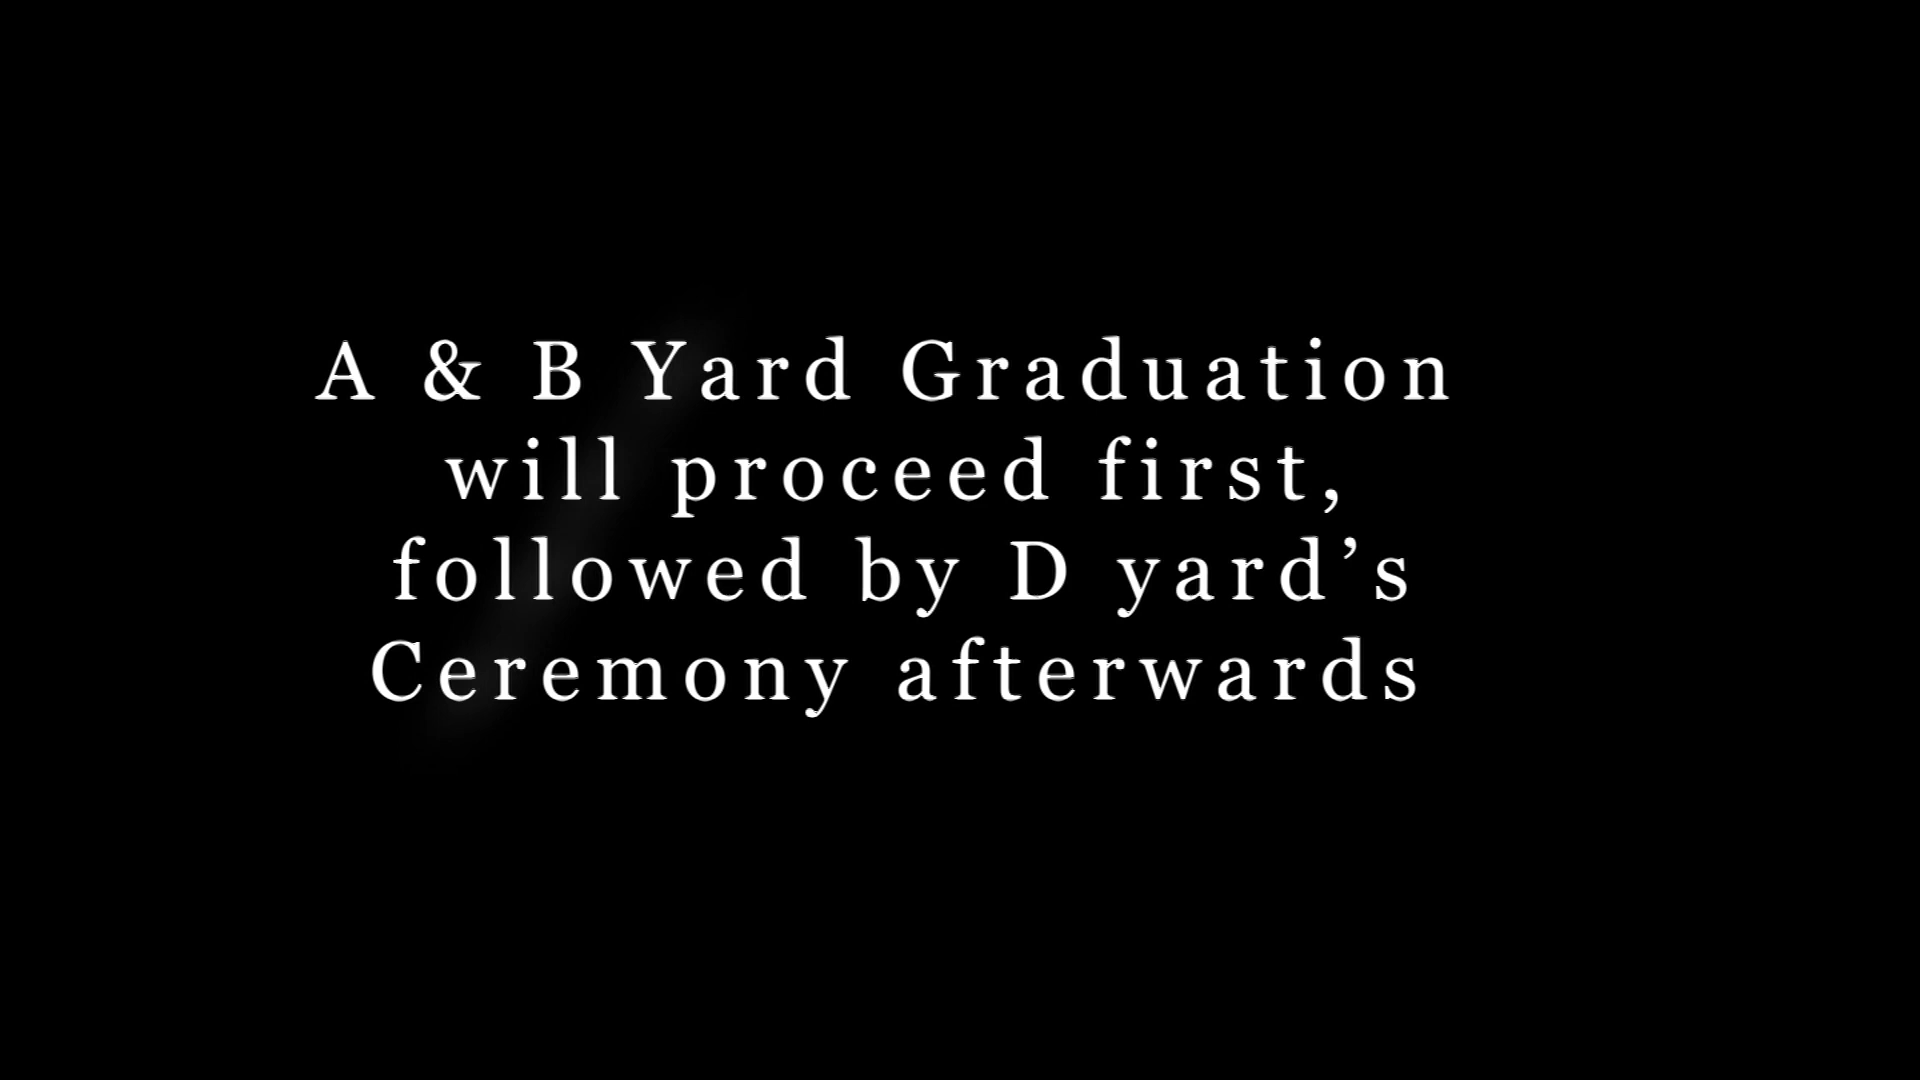 A & B Yard Graduation
will proceed first,
followed by D yard’s
Ceremony afterwards